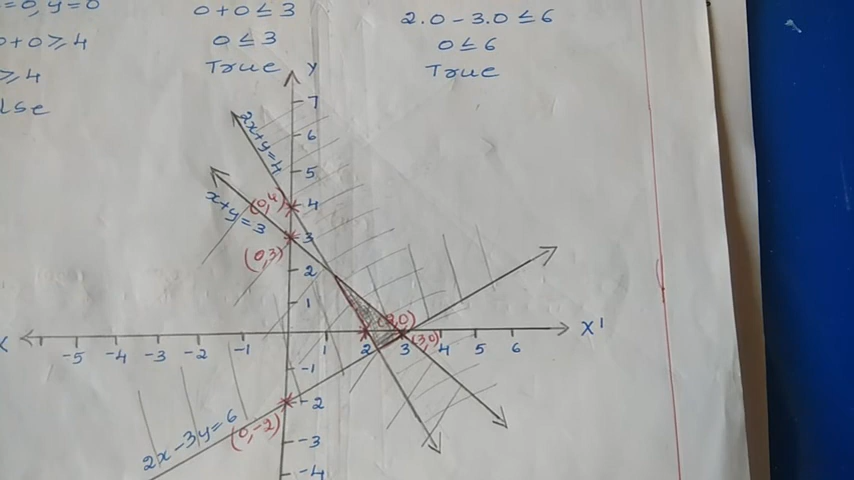 =0, y=0
0+0≤3
2.0-3.0≤6
0+0≥4
0≤3
0≤6
≥4
True
True
lse
Y
7
6
5
4
3
2
1
2x+y=4
x+y=3
(0,4)
(0,3)
(2,0)
(3,0)
X
-5 -4 -3 -2 -1 1 2 3 4 5 6
X'
-1
-2
-3
-4
2x-3y=6
(0,-2)